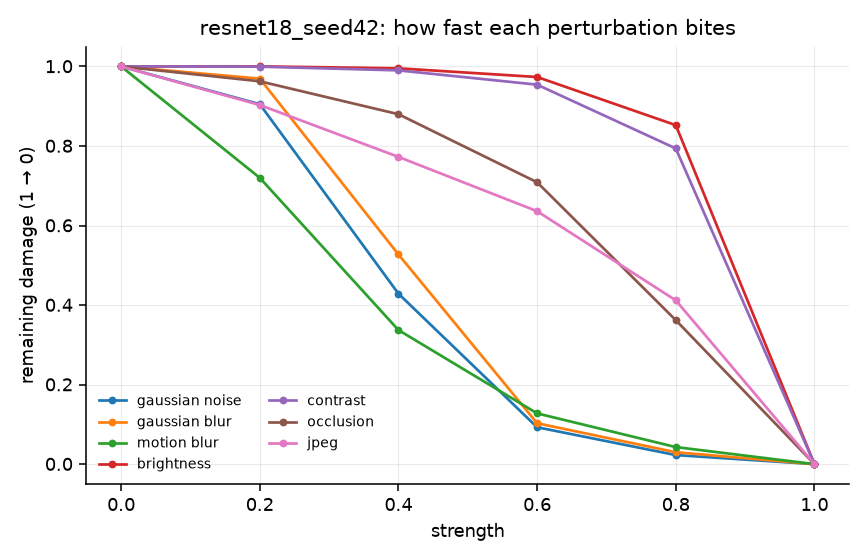 resnet18_seed42: how fast each perturbation bites
remaining damage (1 → 0)
1.0
0.8
0.6
0.4
0.2
0.0
gaussian noise
gaussian blur
motion blur
brightness
contrast
occlusion
jpeg
0.0 0.2 0.4 0.6 0.8 1.0
strength